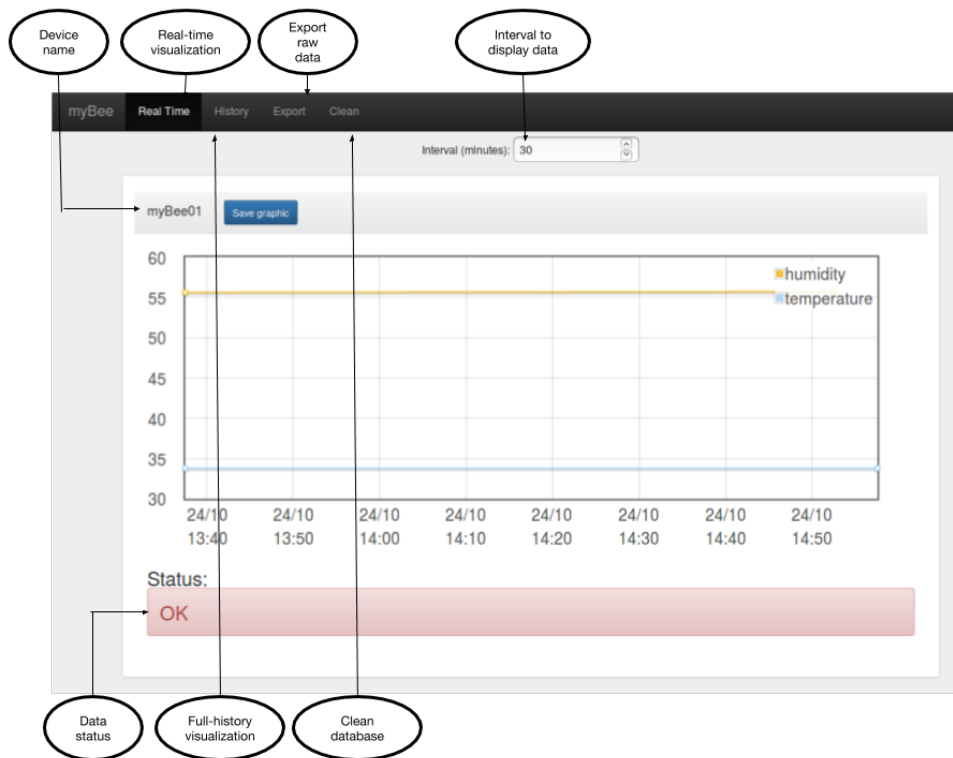 Device
name
Real-time
visualization
Export
raw
data
Interval to
display data
myBee Real Time History Export Clean
Interval (minutes): 30
myBee01 Save graphic
60
55
50
45
40
35
30
humidity
temperature
24/10 24/10 24/10 24/10 24/10 24/10 24/10 24/10
13:40 13:50 14:00 14:10 14:20 14:30 14:40 14:50
Status:
OK
Data
status
Full-history
visualization
Clean
database